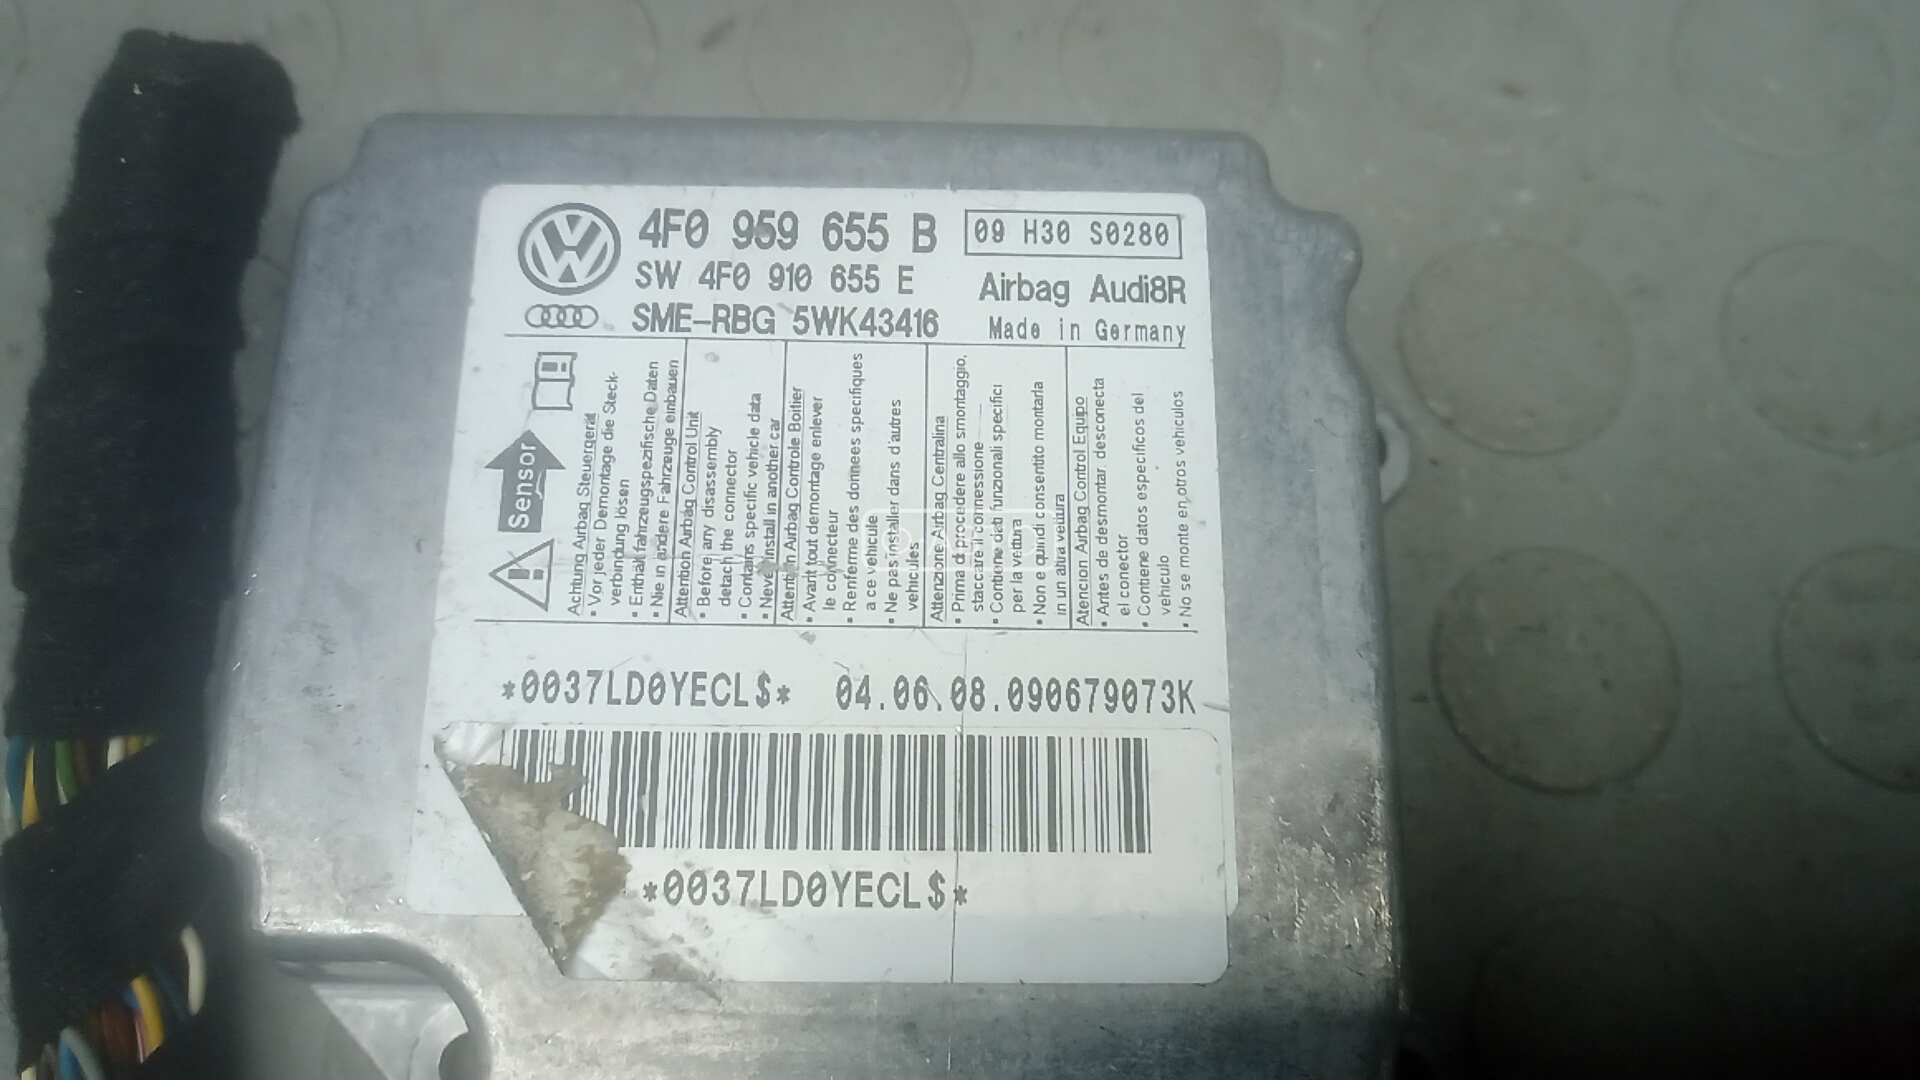 4F0 959 655 B
09 H30 S0280
SW 4F0 910 655 E
Airbag Audi8R
SME-RBG 5WK43416
Made in Germany
Sensor
Achtung Airbag Steuergerät
• Vor jeder Demontage die Steck-
verbindung lösen
• Enthält fahrzeugspezifische Daten
• Nie in andere Fahrzeuge einbauen
Attention Airbag Control Unit
• Before any disassembly
detach the connector
• Contains specific vehicle data
• Never install in another car
Attention Airbag Controle Boitier
• Avant tout demontage enlever
le connecteur
• Renferme des donnees specifiques
a ce vehicule
• Ne pas installer dans d'autres
vehicules
Attenzione Airbag Centralina
• Prima di procedere allo smontaggio,
staccare il connessione
• Contiene dati funzionali specifici
per la vettura
• Non e quindi consentito montarla
in un altra vettura
Atencion Airbag Control Equipo
• Antes de desmontar, desconecta
el conector
• Contiene datos especificos del
vehiculo
• No se monte en otros vehiculos
*0037LD0YECL$* 04.06.08.090679073K
*0037LD0YECL$*